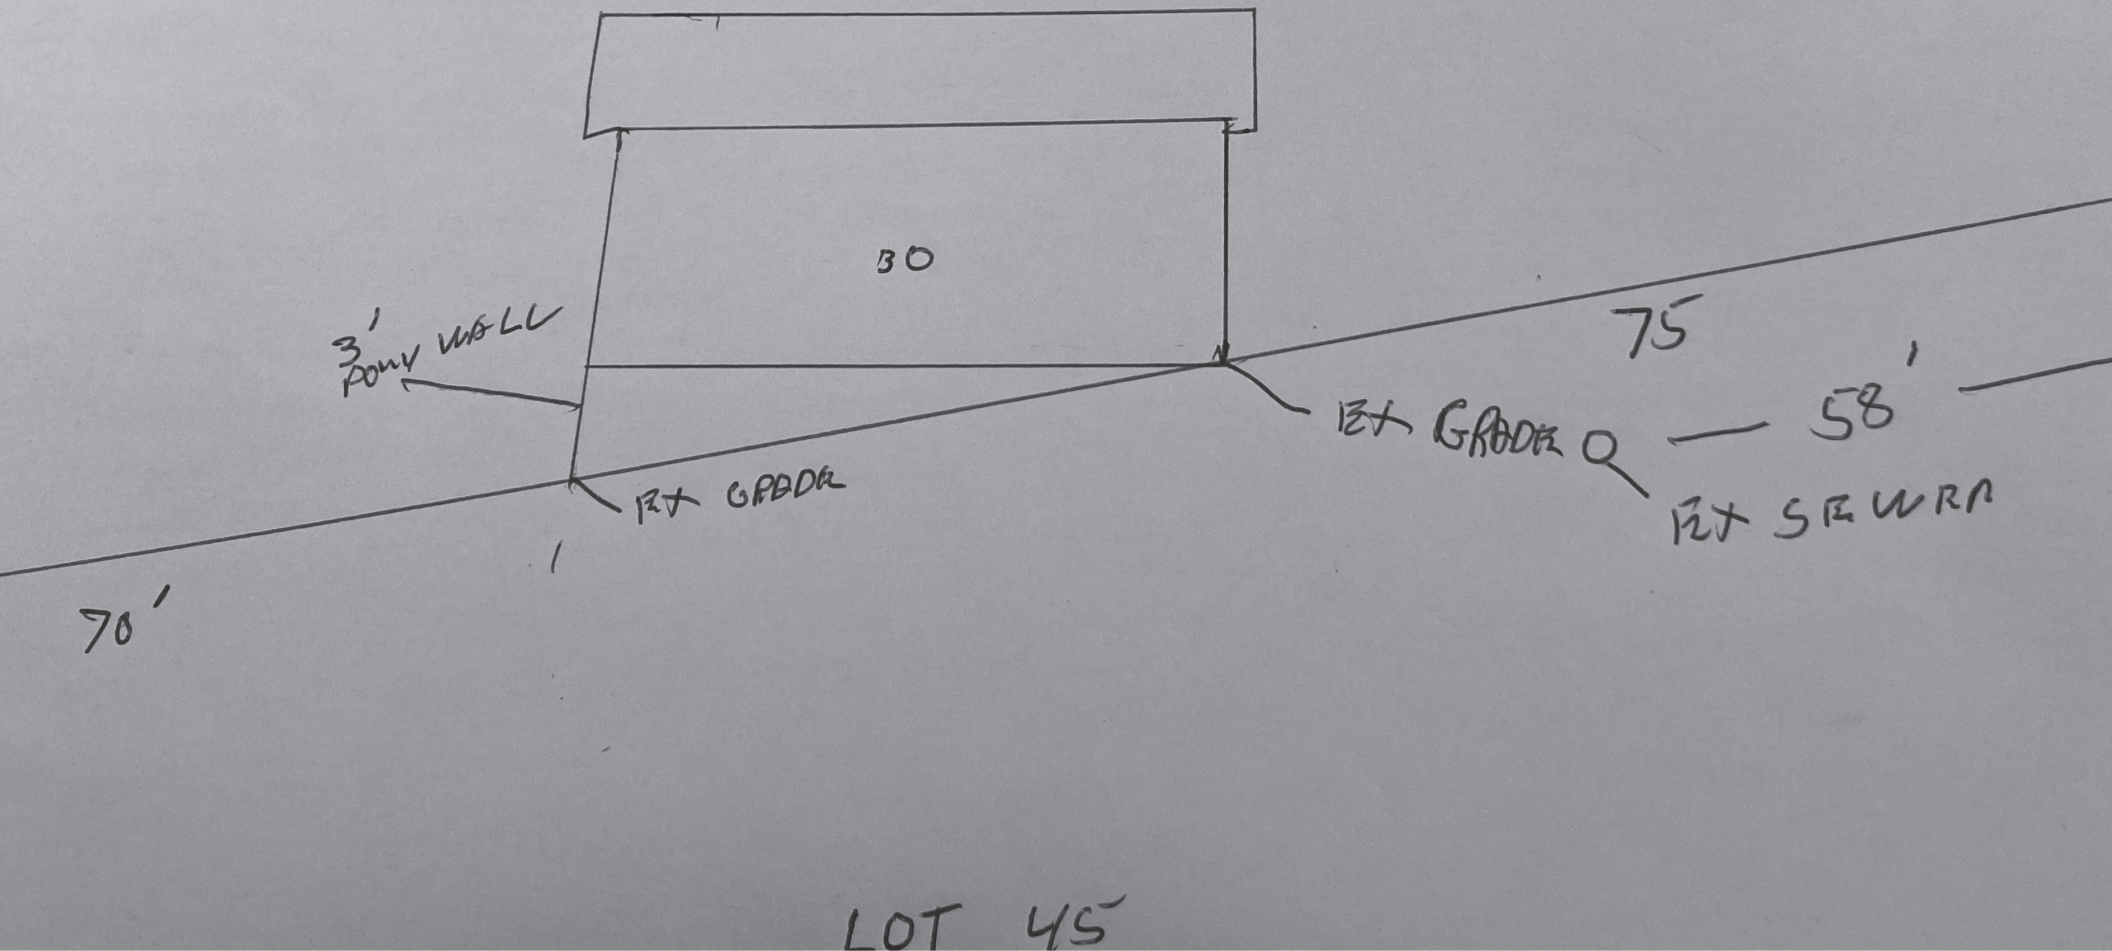 30
3'
PONY WALL
75
58'
EX GRADE
EX SEWER
EX GRADE
70'
LOT 45